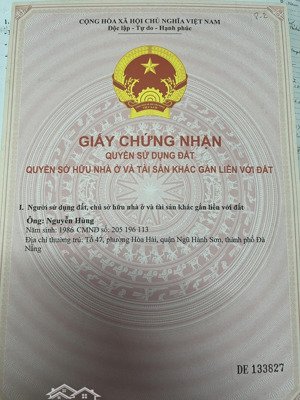 P.2
CỘNG HÒA XÃ HỘI CHỦ NGHĨA VIỆT NAM
Độc lập - Tự do - Hạnh phúc
GIẤY CHỨNG NHẬN
QUYỀN SỬ DỤNG ĐẤT
QUYỀN SỞ HỮU NHÀ Ở VÀ TÀI SẢN KHÁC GẮN LIỀN VỚI ĐẤT
I. Người sử dụng đất, chủ sở hữu nhà ở và tài sản khác gắn liền với đất
Ông: Nguyễn Hùng
Năm sinh: 1986 CMND số: 205 196 113
Địa chỉ thường trú: Tổ 47, phường Hòa Hải, quận Ngũ Hành Sơn, thành phố Đà
Nẵng
DE 133827